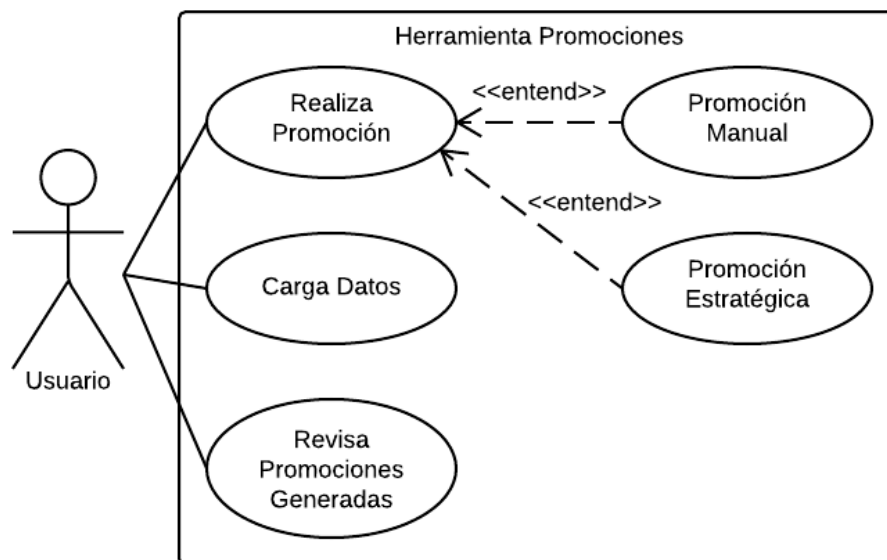 Herramienta Promociones
Realiza
Promoción
<<entend>>
Promoción
Manual
<<entend>>
Carga Datos
Promoción
Estratégica
Usuario
Revisa
Promociones
Generadas